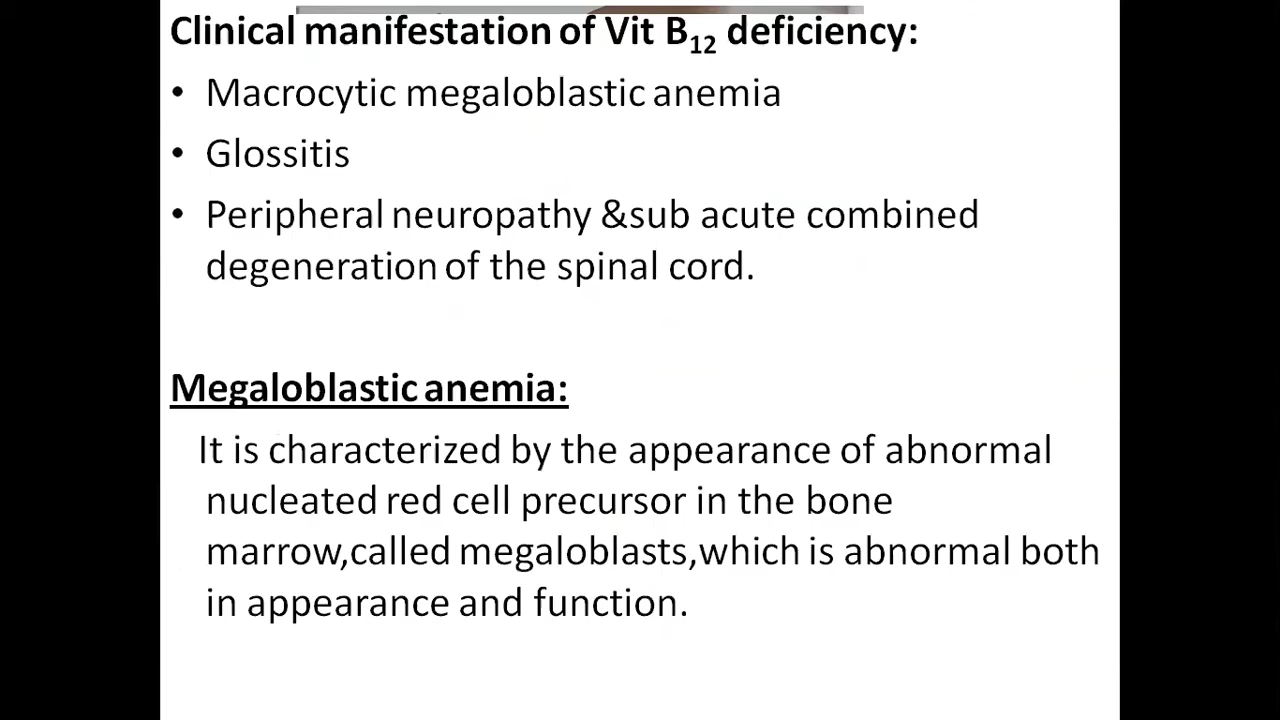 Clinical manifestation of Vit B₁₂ deficiency:
• Macrocytic megaloblastic anemia
• Glossitis
• Peripheral neuropathy &sub acute combined
degeneration of the spinal cord.
Megaloblastic anemia:
It is characterized by the appearance of abnormal
nucleated red cell precursor in the bone
marrow,called megaloblasts,which is abnormal both
in appearance and function.